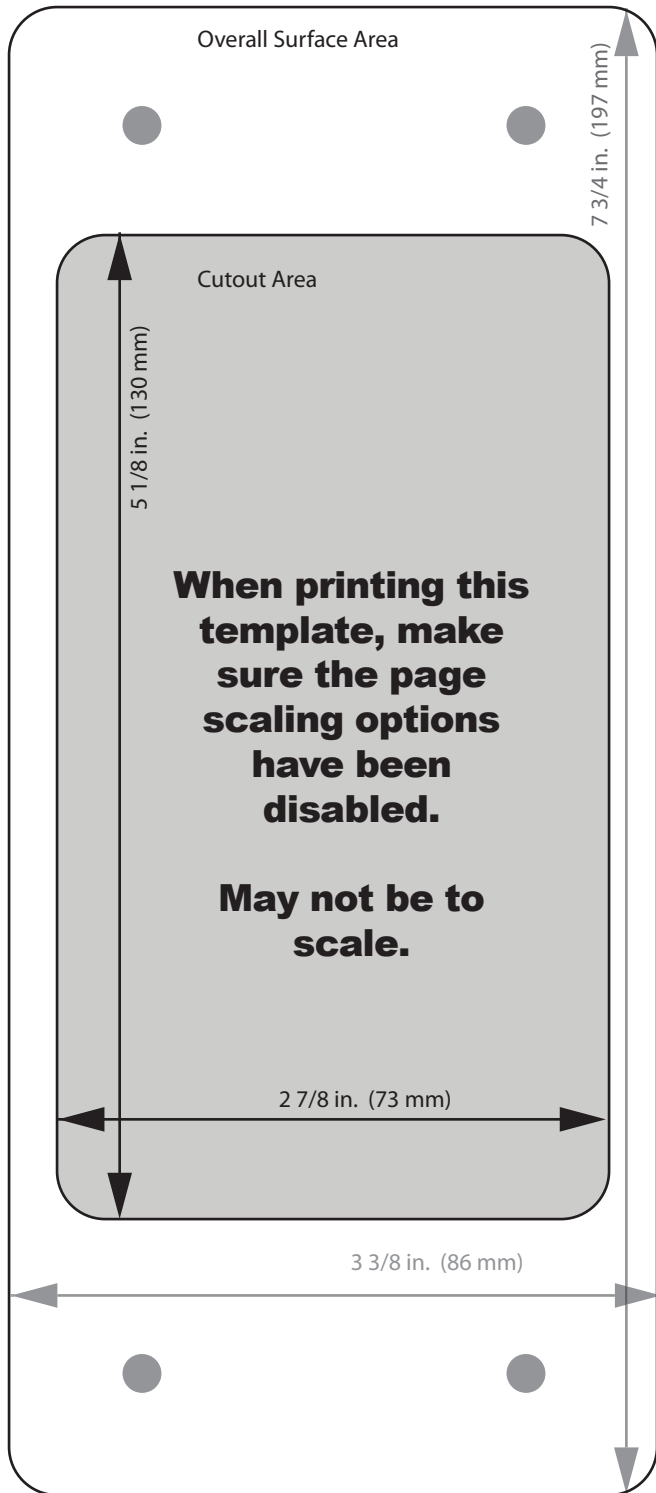 Overall Surface Area
7 3/4 in. (197 mm)
Cutout Area
5 1/8 in. (130 mm)
When printing this
template, make
sure the page
scaling options
have been
disabled.
May not be to
scale.
2 7/8 in. (73 mm)
3 3/8 in. (86 mm)